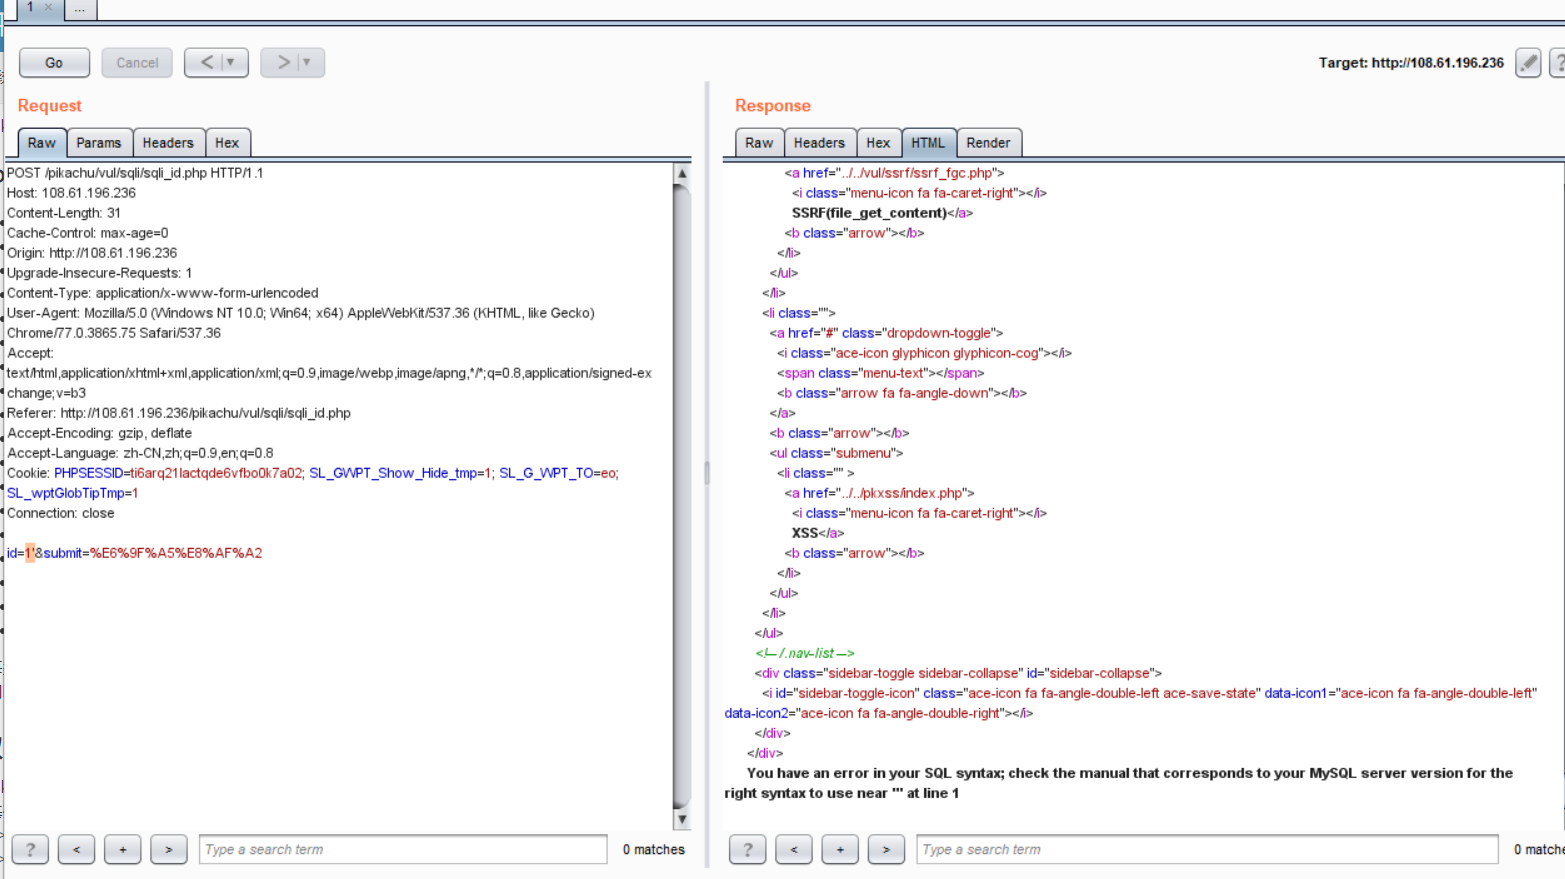 1 × ...
Go Cancel < ▼ > ▼ Target: http://108.61.196.236 ?
Request
Raw Params Headers Hex
POST /pikachu/vul/sqli/sqli_id.php HTTP/1.1
Host: 108.61.196.236
Content-Length: 31
Cache-Control: max-age=0
Origin: http://108.61.196.236
Upgrade-Insecure-Requests: 1
Content-Type: application/x-www-form-urlencoded
User-Agent: Mozilla/5.0 (Windows NT 10.0; Win64; x64) AppleWebKit/537.36 (KHTML, like Gecko)
Chrome/77.0.3865.75 Safari/537.36
Accept:
text/html,application/xhtml+xml,application/xml;q=0.9,image/webp,image/apng,*/*;q=0.8,application/signed-ex
change;v=b3
Referer: http://108.61.196.236/pikachu/vul/sqli/sqli_id.php
Accept-Encoding: gzip, deflate
Accept-Language: zh-CN,zh;q=0.9,en;q=0.8
Cookie: PHPSESSID=ti6arq21lactqde6vfbo0k7a02; SL_GWPT_Show_Hide_tmp=1; SL_G_WPT_TO=eo;
SL_wptGlobTipTmp=1
Connection: close
id=1'&submit=%E6%9F%A5%E8%AF%A2
? < + > Type a search term 0 matches
Response
Raw Headers Hex HTML Render
<a href="../../vul/ssrf/ssrf_fgc.php">
<i class="menu-icon fa fa-caret-right"></i>
SSRF(file_get_content)</a>
<b class="arrow"></b>
</li>
</ul>
</li>
<li class="">
<a href="#" class="dropdown-toggle">
<i class="ace-icon glyphicon glyphicon-cog"></i>
<span class="menu-text"></span>
<b class="arrow fa fa-angle-down"></b>
</a>
<b class="arrow"></b>
<ul class="submenu">
<li class="" >
<a href="../../pkxss/index.php">
<i class="menu-icon fa fa-caret-right"></i>
XSS</a>
<b class="arrow"></b>
</li>
</ul>
</li>
</ul>
<!-- /.nav-list -->
<div class="sidebar-toggle sidebar-collapse" id="sidebar-collapse">
<i id="sidebar-toggle-icon" class="ace-icon fa fa-angle-double-left ace-save-state" data-icon1="ace-icon fa fa-angle-double-left"
data-icon2="ace-icon fa fa-angle-double-right"></i>
</div>
</div>
You have an error in your SQL syntax; check the manual that corresponds to your MySQL server version for the
right syntax to use near ''' at line 1
? < + > Type a search term 0 matche